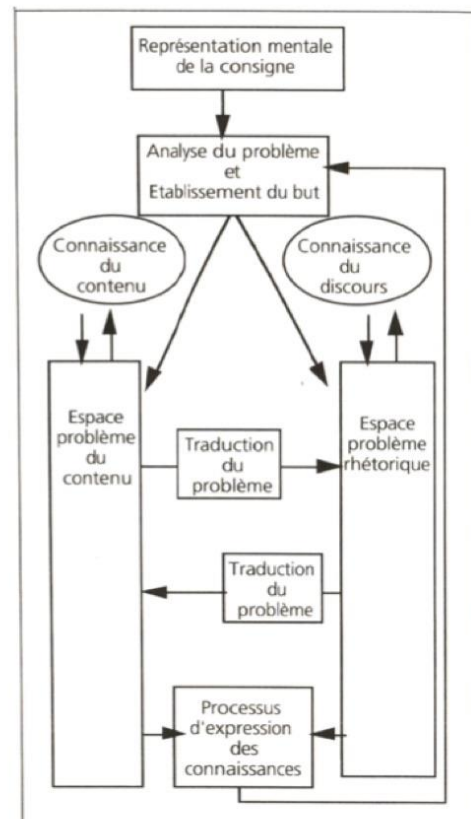 Représentation mentale
de la consigne
Analyse du problème
et
Etablissement du but
Connaissance
du
contenu
Connaissance
du
discours
Espace
problème
du
contenu
Traduction
du
problème
Espace
problème
rhétorique
Traduction
du
problème
Processus
d'expression
des
connaissances